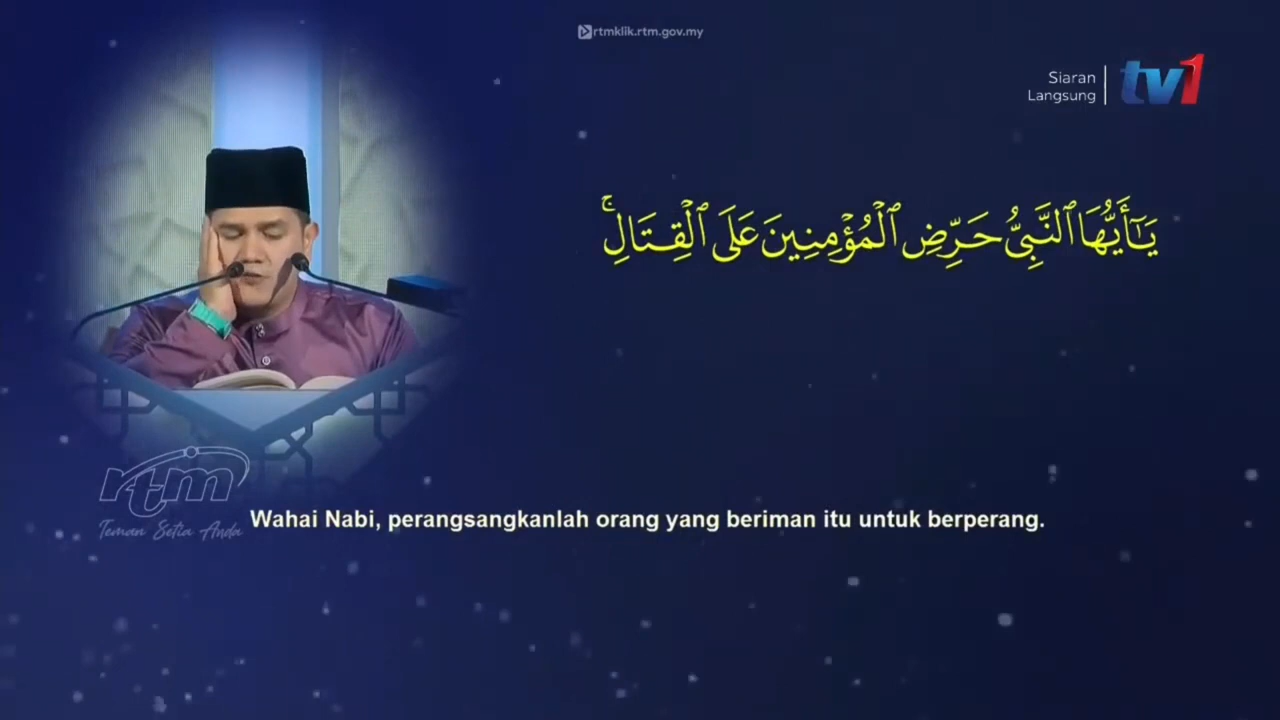 rtmklik.rtm.gov.my
Siaran
Langsung
tv1
يَـٰٓأَيُّهَا ٱلنَّبِىُّ حَرِّضِ ٱلْمُؤْمِنِينَ عَلَى ٱلْقِتَالِ ۚ
rtm
Teman Setia Anda
Wahai Nabi, perangsangkanlah orang yang beriman itu untuk berperang.